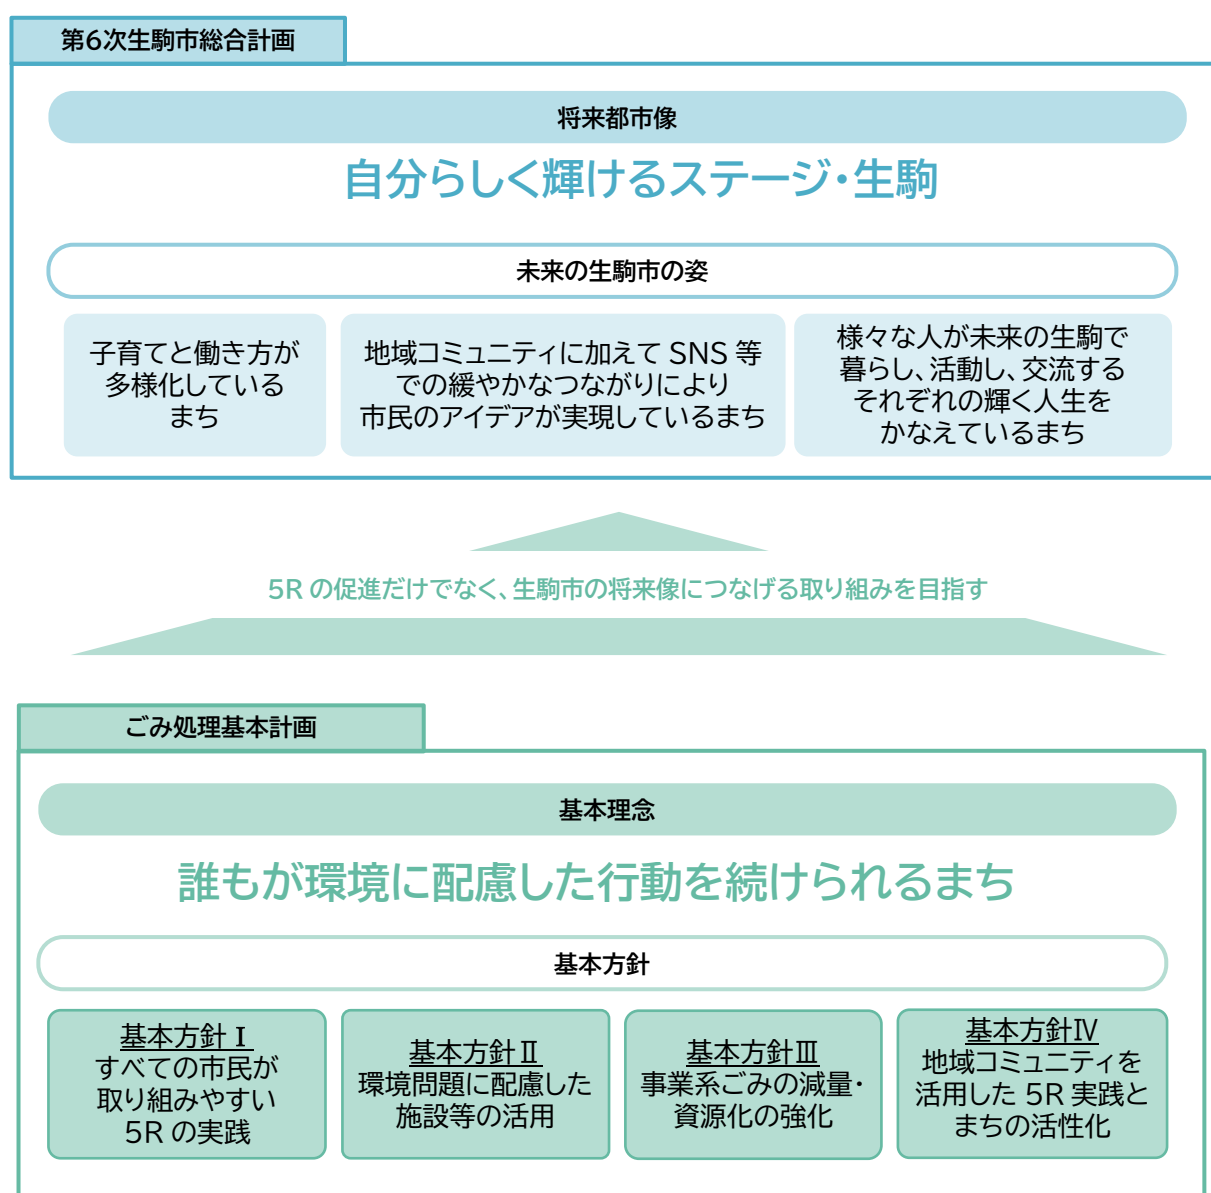 第6次生駒市総合計画
将来都市像
自分らしく輝けるステージ・生駒
未来の生駒市の姿
子育てと働き方が
多様化している
まち
地域コミュニティに加えて SNS 等
での緩やかなつながりにより
市民のアイデアが実現しているまち
様々な人が未来の生駒で
暮らし、活動し、交流する
それぞれの輝く人生を
かなえているまち
5R の促進だけでなく、生駒市の将来像につなげる取り組みを目指す
ごみ処理基本計画
基本理念
誰もが環境に配慮した行動を続けられるまち
基本方針
基本方針Ⅰ
すべての市民が
取り組みやすい
5R の実践
基本方針Ⅱ
環境問題に配慮した
施設等の活用
基本方針Ⅲ
事業系ごみの減量・
資源化の強化
基本方針Ⅳ
地域コミュニティを
活用した 5R 実践と
まちの活性化